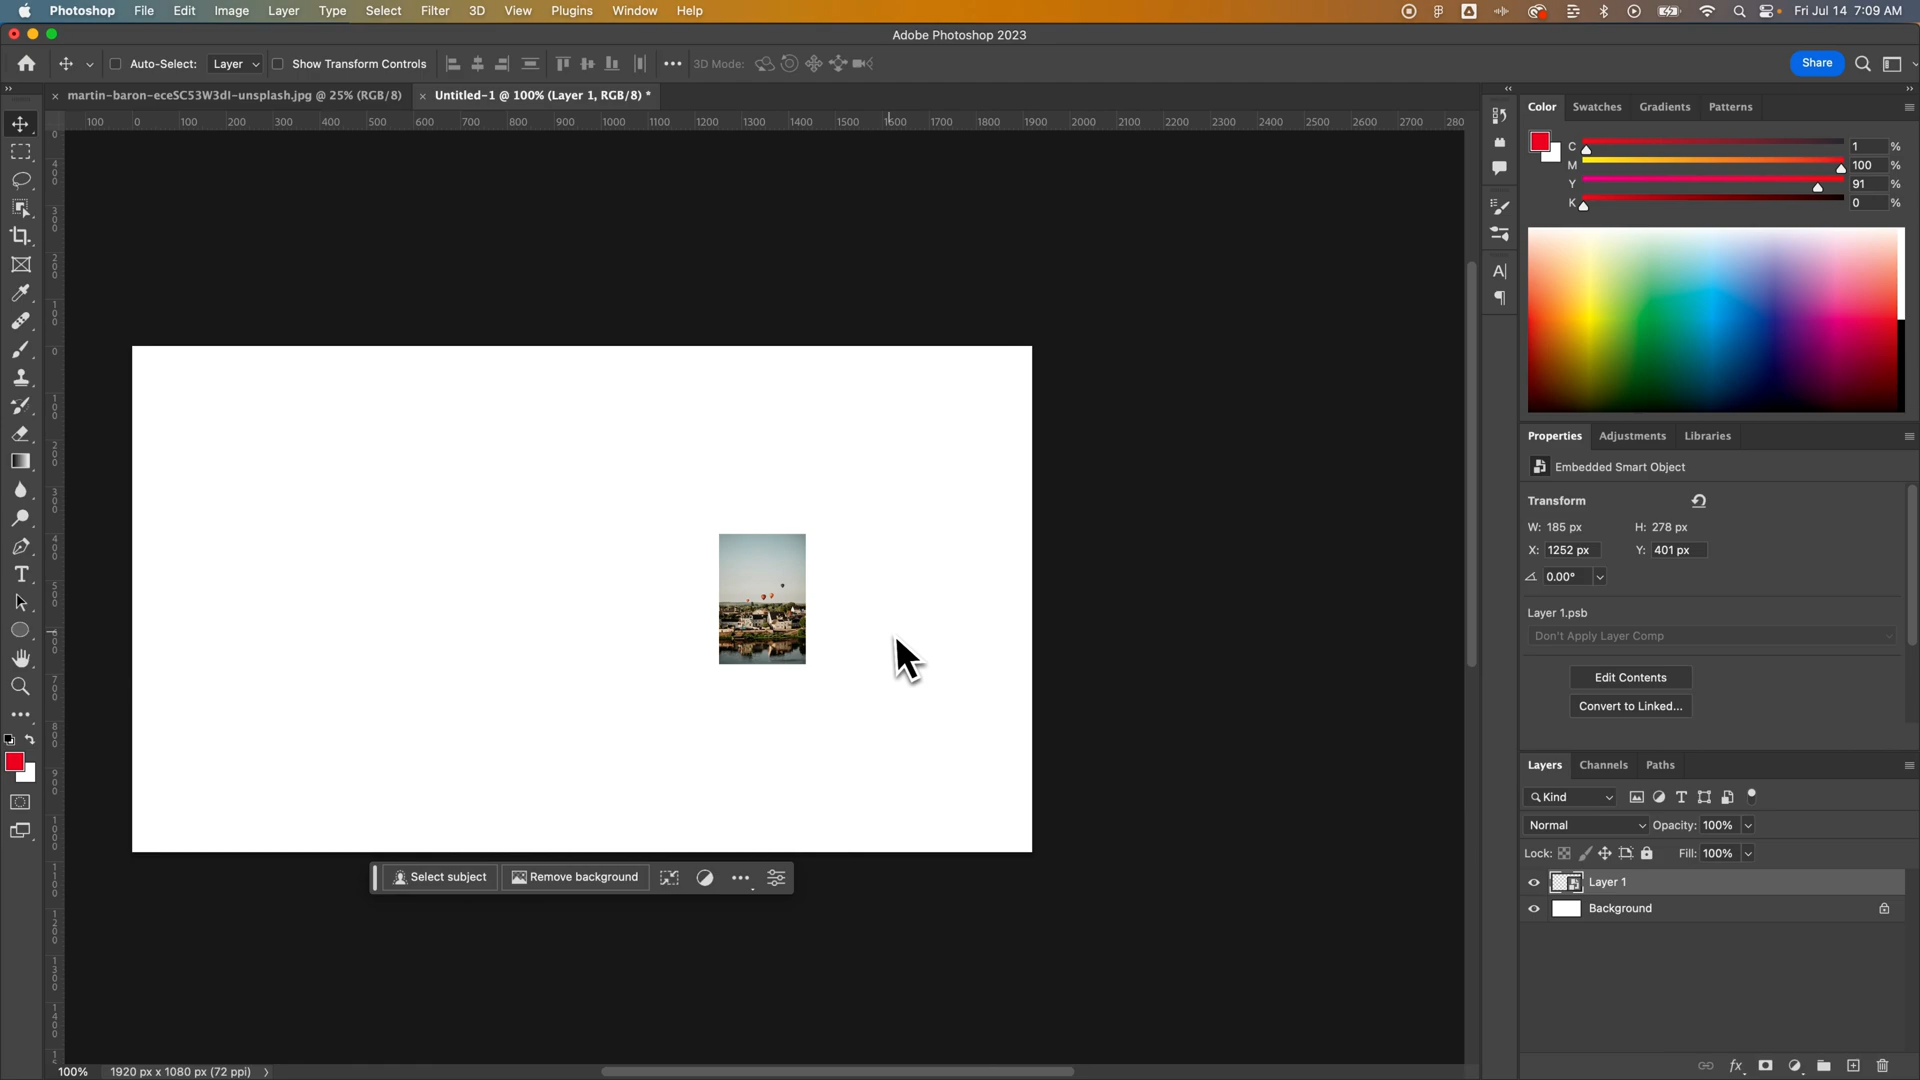 Photoshop File Edit Image Layer Type Select Filter 3D View Plugins Window Help Fri Jul 14 7:09 AM
Adobe Photoshop 2023
Auto-Select: Layer Show Transform Controls 3D Mode: Share
martin-baron-eceSC53W3dI-unsplash.jpg @ 25% (RGB/8) Untitled-1 @ 100% (Layer 1, RGB/8) *
100 0 100 200 300 400 500 600 700 800 900 1000 1100 1200 1300 1400 1500 1600 1700 1800 1900 2000 2100 2200 2300 2400 2500 2600 2700 280
Color Swatches Gradients Patterns
C 1 %
M 100 %
Y 91 %
K 0 %
Properties Adjustments Libraries
Embedded Smart Object
Transform
W: 185 px H: 278 px
X: 1252 px Y: 401 px
0.00°
Layer 1.psb
Don't Apply Layer Comp
Edit Contents
Convert to Linked...
Layers Channels Paths
Kind
Normal Opacity: 100%
Lock: Fill: 100%
Layer 1
Background
Select subject Remove background
100% 1920 px x 1080 px (72 ppi)